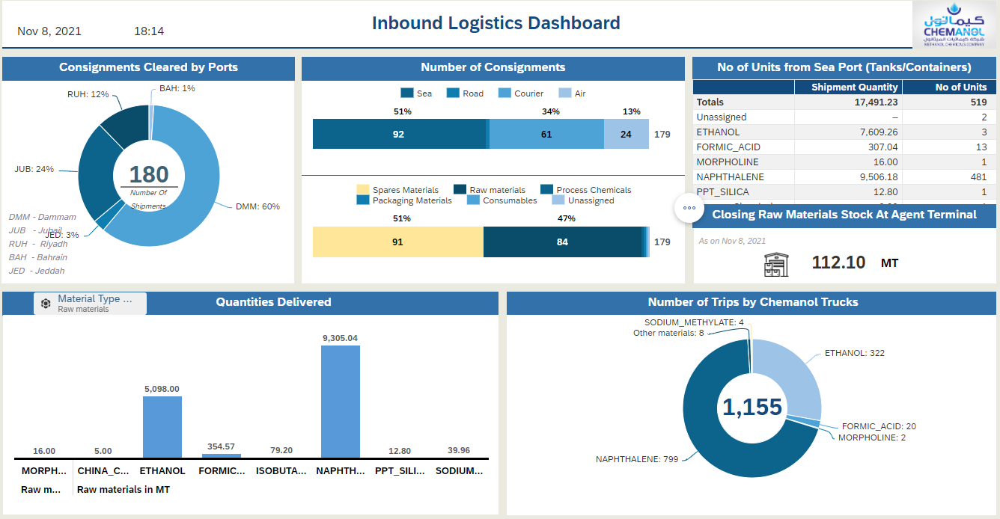 Nov 8, 2021 18:14 Inbound Logistics Dashboard
كيمانول
CHEMANOL
METHANOL CHEMICALS COMPANY
Consignments Cleared by Ports
BAH: 1%
RUH: 12%
JUB: 24%
180
Number Of
Shipments
DMM: 60%
JED: 3%
DMM - Dammam
JUB - Jubail
RUH - Riyadh
BAH - Bahrain
JED - Jeddah
Number of Consignments
Sea Road Courier Air
51% 34% 13%
92 61 24 179
Spares Materials Raw materials Process Chemicals
Packaging Materials Consumables Unassigned
51% 47%
91 84 179
No of Units from Sea Port (Tanks/Containers)
Shipment Quantity No of Units
Totals 17,491.23 519
Unassigned – 2
ETHANOL 7,609.26 3
FORMIC_ACID 307.04 13
MORPHOLINE 16.00 1
NAPHTHALENE 9,506.18 481
PPT_SILICA 12.80 1
Closing Raw Materials Stock At Agent Terminal
As on Nov 8, 2021
112.10 MT
Material Type ...
Raw materials
Quantities Delivered
9,305.04
5,098.00
354.57
16.00 5.00 79.20 12.80 39.96
MORPH... CHINA_C... ETHANOL FORMIC... ISOBUTA... NAPHTH... PPT_SILI... SODIUM...
Raw m... Raw materials in MT
Number of Trips by Chemanol Trucks
SODIUM_METHYLATE: 4
Other materials: 8
ETHANOL: 322
1,155
FORMIC_ACID: 20
MORPHOLINE: 2
NAPHTHALENE: 799